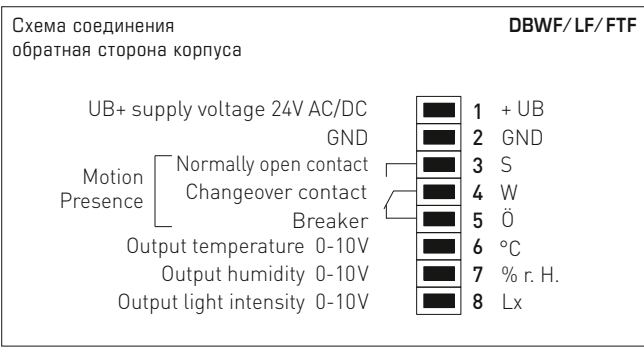 Схема соединения DBWF/LF/FTF
обратная сторона корпуса
UB+ supply voltage 24V AC/DC 1 + UB
GND 2 GND
Motion Presence
Normally open contact 3 S
Changeover contact 4 W
Breaker 5 Ö
Output temperature 0-10V 6 °C
Output humidity 0-10V 7 % r. H.
Output light intensity 0-10V 8 Lx